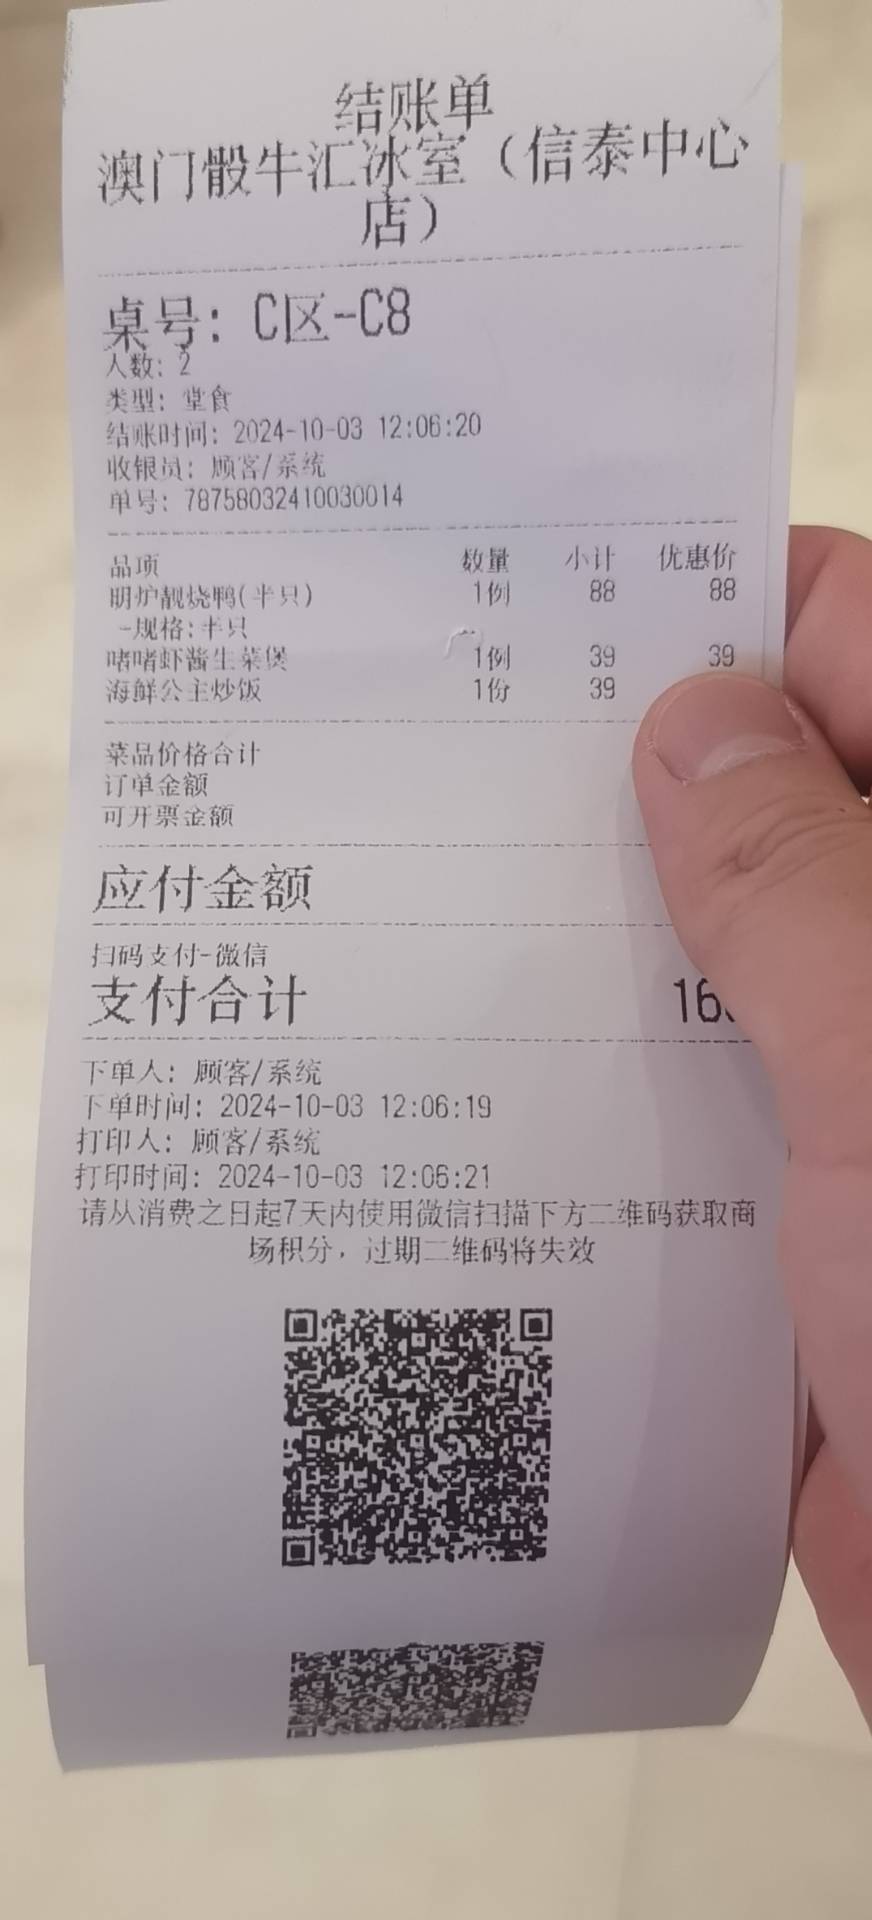 结账单
澳门骰牛汇冰室（信泰中心
店）
桌号: C区-C8
人数: 2
类型: 堂食
结账时间: 2024-10-03 12:06:20
收银员: 顾客/系统
单号: 78758032410030014
品项 数量 小计 优惠价
明炉靓烧鸭(半只) 1例 88 88
-规格:半只
啫啫虾酱生菜煲 1例 39 39
海鲜公主炒饭 1份 39
菜品价格合计
订单金额
可开票金额
应付金额
扫码支付-微信
支付合计
下单人: 顾客/系统
下单时间: 2024-10-03 12:06:19
打印人: 顾客/系统
打印时间: 2024-10-03 12:06:21
请从消费之日起7天内使用微信扫描下方二维码获取商
场积分，过期二维码将失效